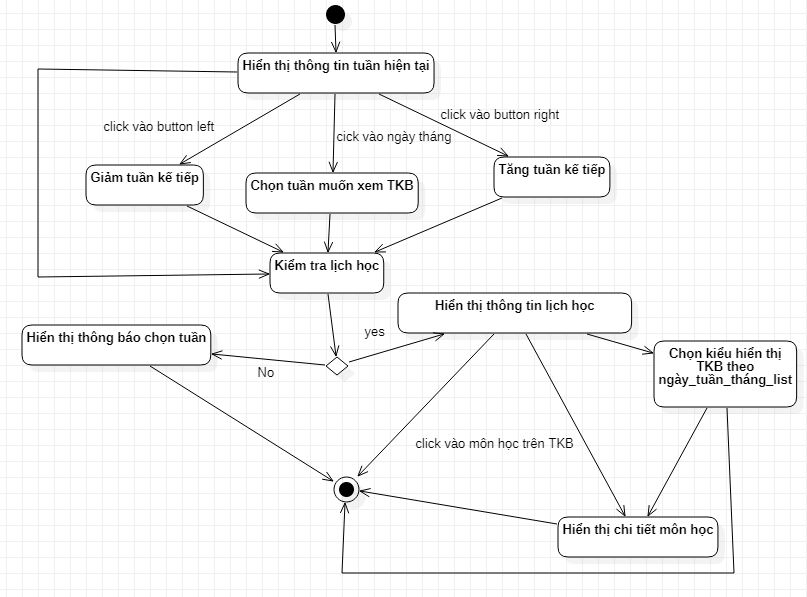 Hiển thị thông tin tuần hiện tại
click vào button left
cick vào ngày tháng
click vào button right
Giảm tuần kế tiếp
Chọn tuần muốn xem TKB
Tăng tuần kế tiếp
Kiểm tra lịch học
Hiển thị thông tin lịch học
yes
No
Hiển thị thông báo chọn tuần
Chọn kiểu hiển thị
TKB theo
ngày_tuần_tháng_list
click vào môn học trên TKB
Hiển thị chi tiết môn học